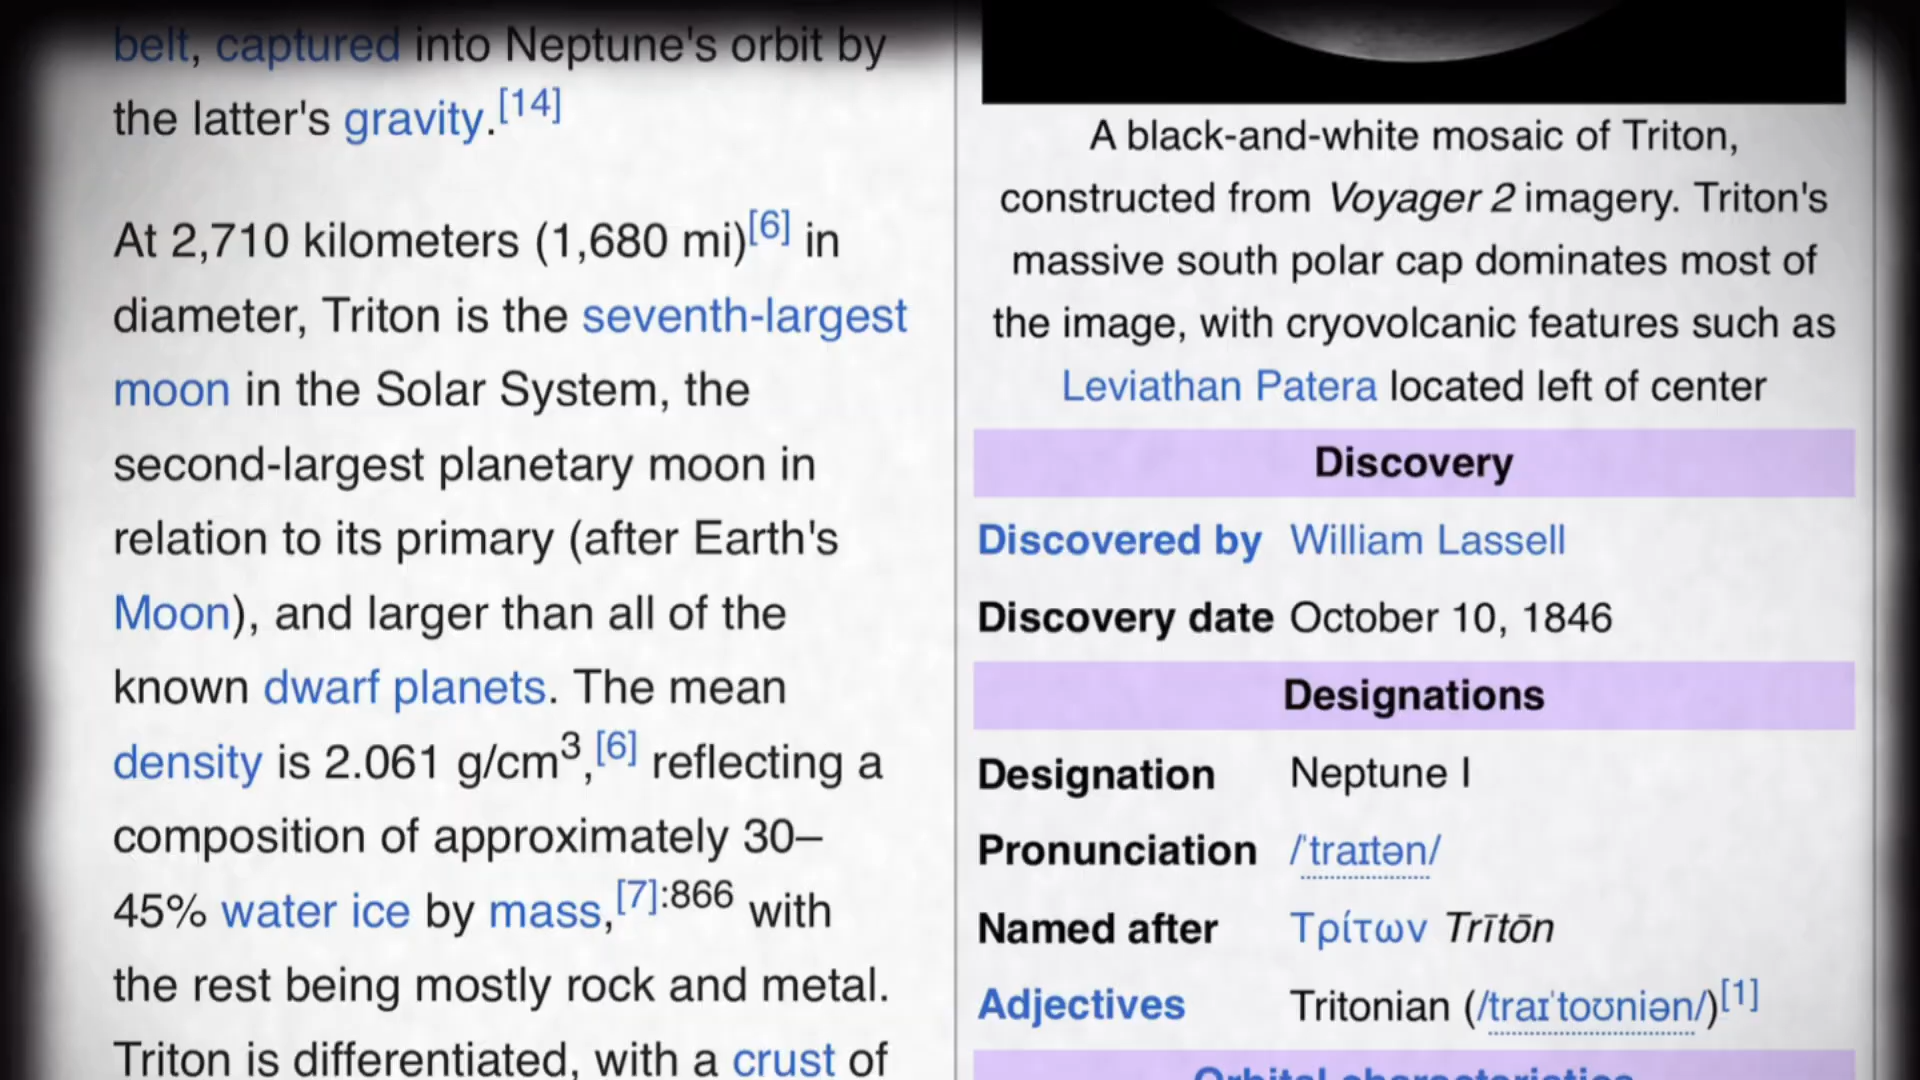 belt, captured into Neptune's orbit by
the latter's gravity.[14]
At 2,710 kilometers (1,680 mi)[6] in
diameter, Triton is the seventh-largest
moon in the Solar System, the
second-largest planetary moon in
relation to its primary (after Earth's
Moon), and larger than all of the
known dwarf planets. The mean
density is 2.061 g/cm³,[6] reflecting a
composition of approximately 30–
45% water ice by mass,[7]:866 with
the rest being mostly rock and metal.
Triton is differentiated, with a crust of
A black-and-white mosaic of Triton,
constructed from Voyager 2 imagery. Triton's
massive south polar cap dominates most of
the image, with cryovolcanic features such as
Leviathan Patera located left of center
Discovery
Discovered by William Lassell
Discovery date October 10, 1846
Designations
Designation Neptune I
Pronunciation /ˈtraɪtən/
Named after Τρίτων Trītōn
Adjectives Tritonian (/traɪˈtoʊniən/)[1]
Orbital characteristics